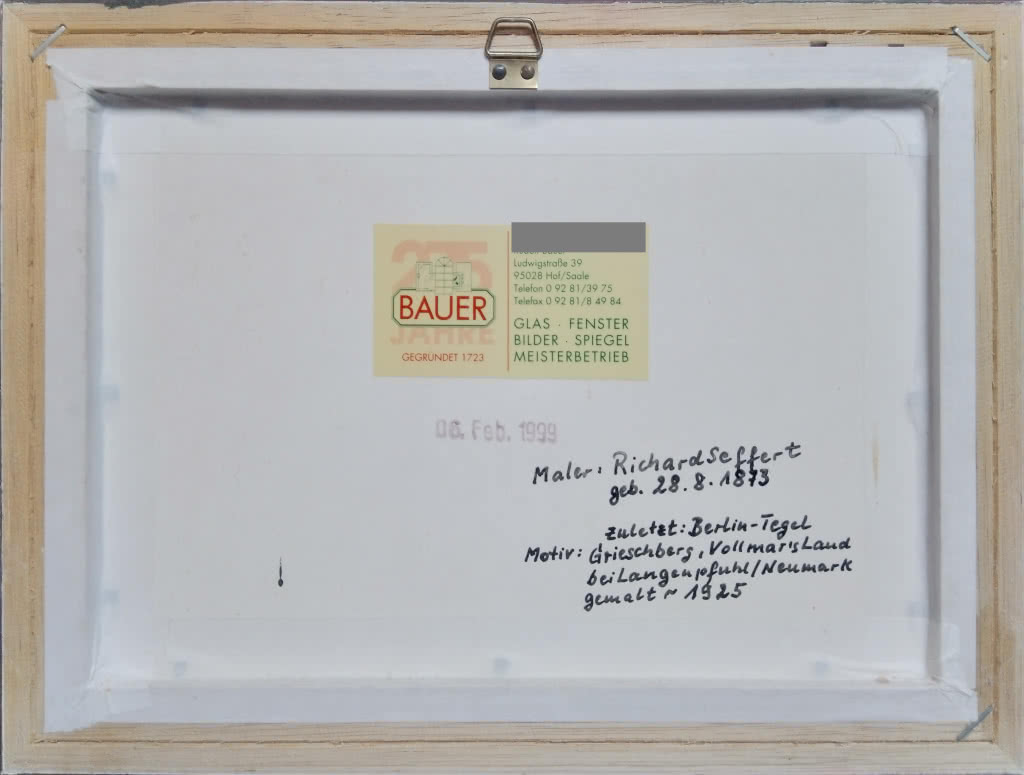 275
BAUER
JAHRE
GEGRÜNDET 1723
Ludwigstraße 39
95028 Hof/Saale
Telefon 0 92 81/39 75
Telefax 0 92 81/8 49 84
GLAS · FENSTER
BILDER · SPIEGEL
MEISTERBETRIEB
Feb. 1999
Maler: Richard Seffert
geb. 28.8.1873
zuletzt: Berlin-Tegel
Motiv: Grieschberg, Vollmar's Land
bei Langenpfuhl/Neumark
gemalt ~ 1925